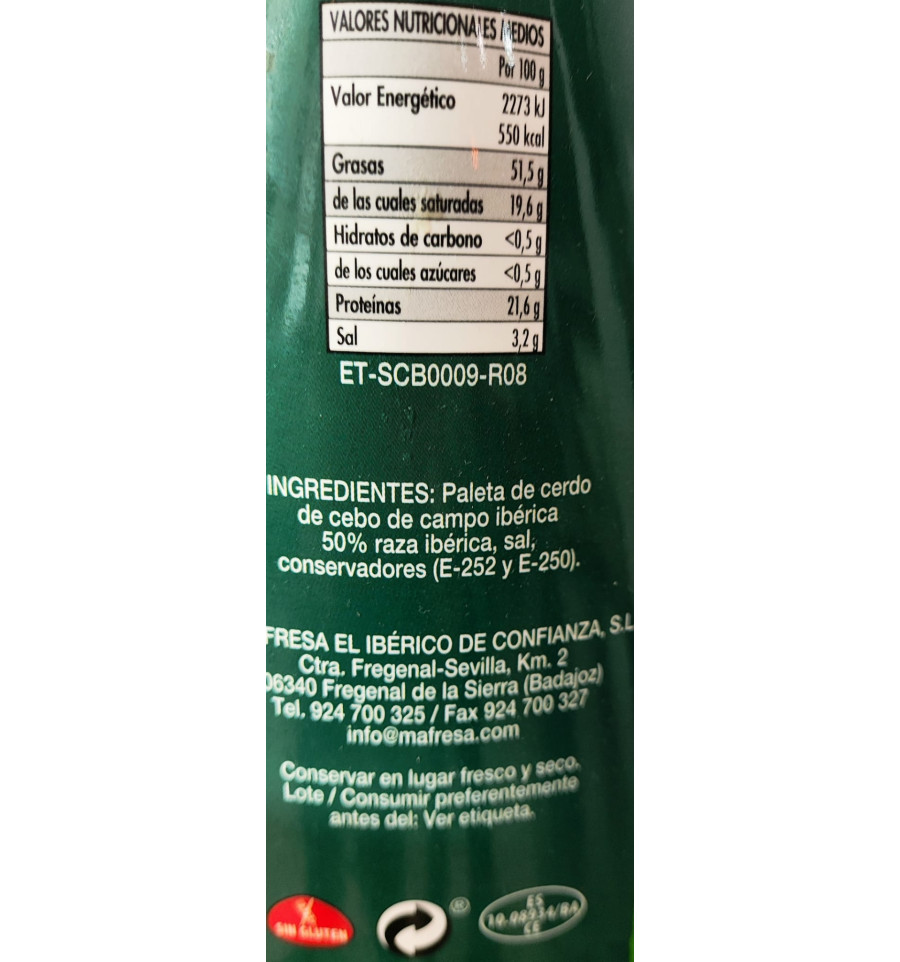 VALORES NUTRICIONALES MEDIOS
Por 100 g
Valor Energético 2273 kJ
550 kcal
Grasas 51,5 g
de las cuales saturadas 19,6 g
Hidratos de carbono <0,5 g
de los cuales azúcares <0,5 g
Proteínas 21,6 g
Sal 3,2 g
ET-SCB0009-R08
INGREDIENTES: Paleta de cerdo
de cebo de campo ibérica
50% raza ibérica, sal,
conservadores (E-252 y E-250).
FRESA EL IBÉRICO DE CONFIANZA, S.L
Ctra. Fregenal-Sevilla, Km. 2
06340 Fregenal de la Sierra (Badajoz)
Tel. 924 700 325 / Fax 924 700 327
info@mafresa.com
Conservar en lugar fresco y seco.
Lote / Consumir preferentemente
antes del: Ver etiqueta.
SIN GLUTEN
®
ES
CE